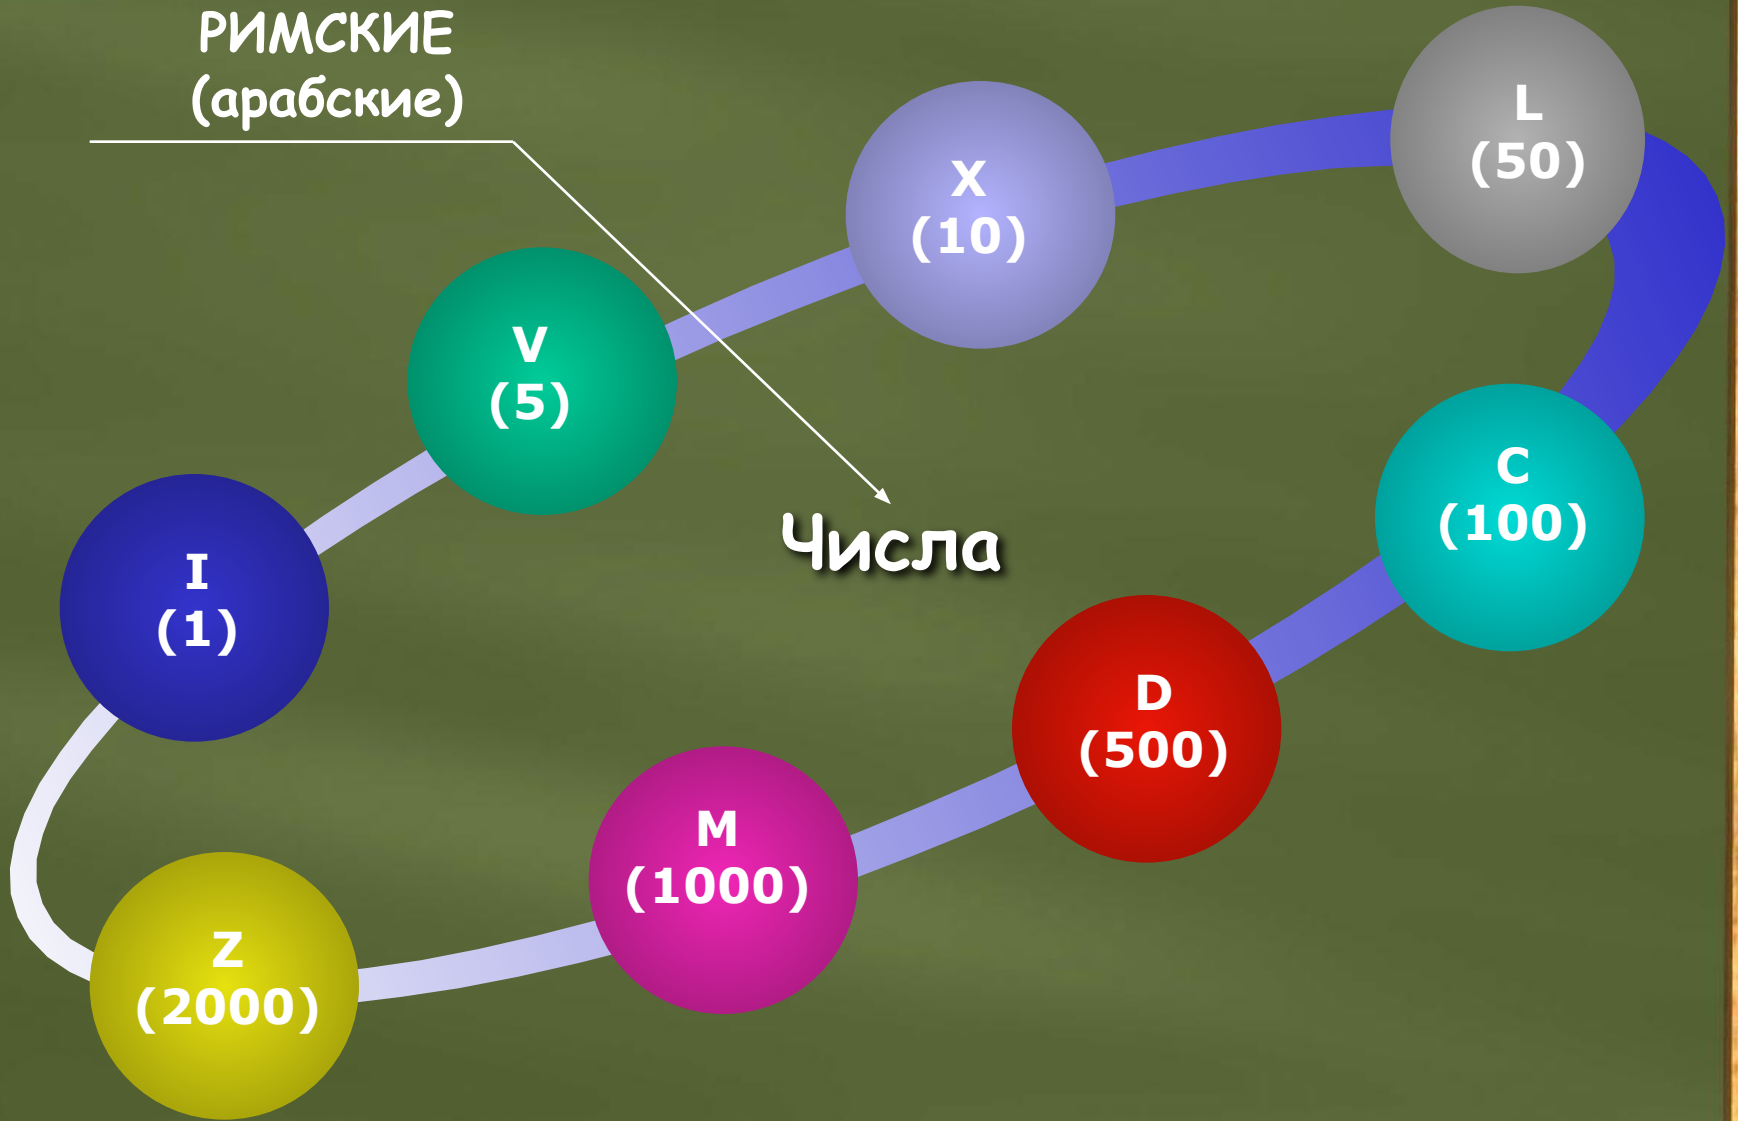 РИМСКИЕ
(арабские)
L
(50)
X
(10)
V
(5)
C
(100)
Числа
I
(1)
D
(500)
M
(1000)
Z
(2000)